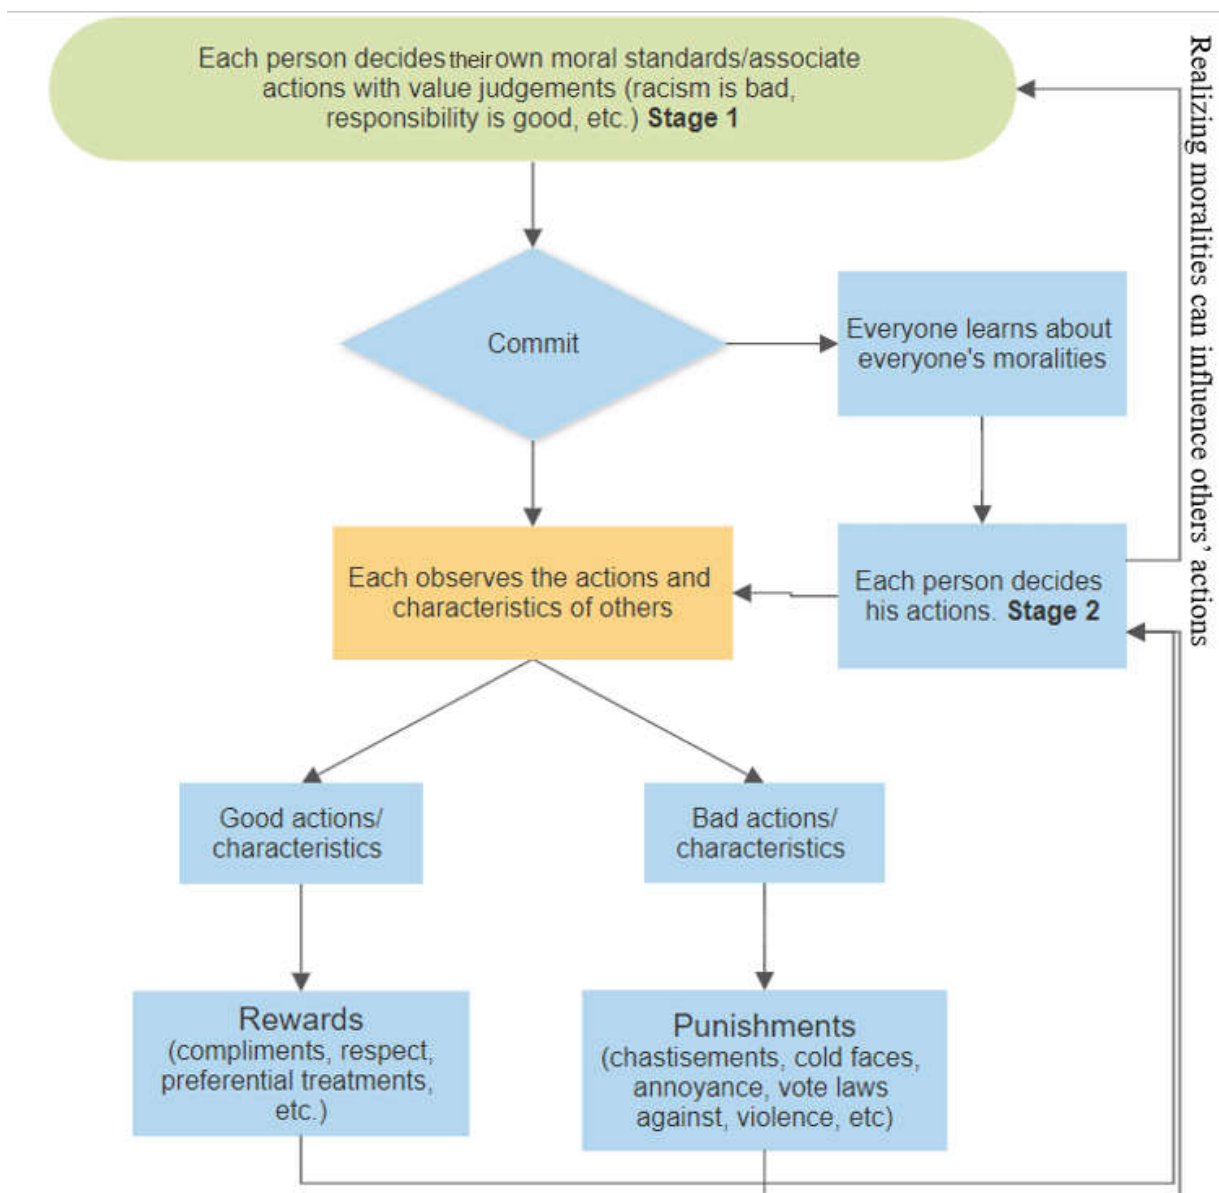 Each person decides their own moral standards/associate
actions with value judgements (racism is bad,
responsibility is good, etc.) Stage 1
Realizing moralities can influence others' actions
Commit
Everyone learns about
everyone's moralities
Each observes the actions and
characteristics of others
Each person decides
his actions. Stage 2
Good actions/
characteristics
Bad actions/
characteristics
Rewards
(compliments, respect,
preferential treatments,
etc.)
Punishments
(chastisements, cold faces,
annoyance, vote laws
against, violence, etc)